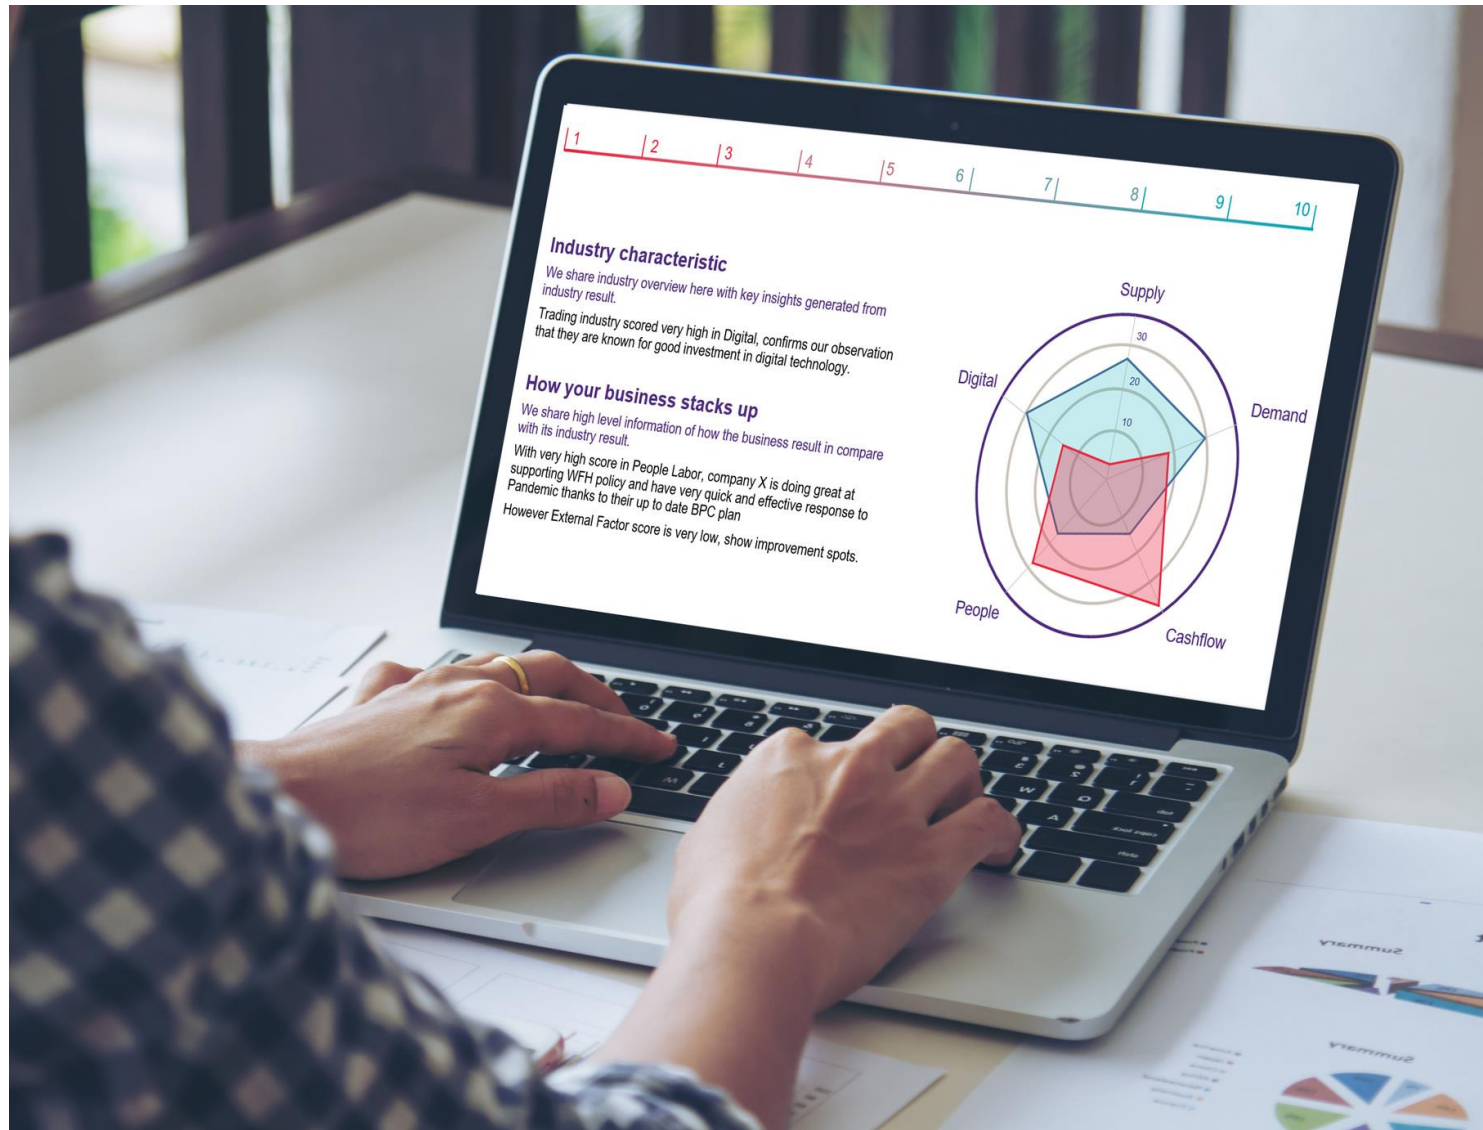 1 2 3 4 5 6 7 8 9 10
Industry characteristic
We share industry overview here with key insights generated from
industry result.
Trading industry scored very high in Digital, confirms our observation
that they are known for good investment in digital technology.
How your business stacks up
We share high level information of how the business result in compare
with its industry result.
With very high score in People Labor, company X is doing great at
supporting WFH policy and have very quick and effective response to
Pandemic thanks to their up to date BPC plan
However External Factor score is very low, show improvement spots.
Supply
30
Digital
20
Demand
10
People
Cashflow
Summary
Summary